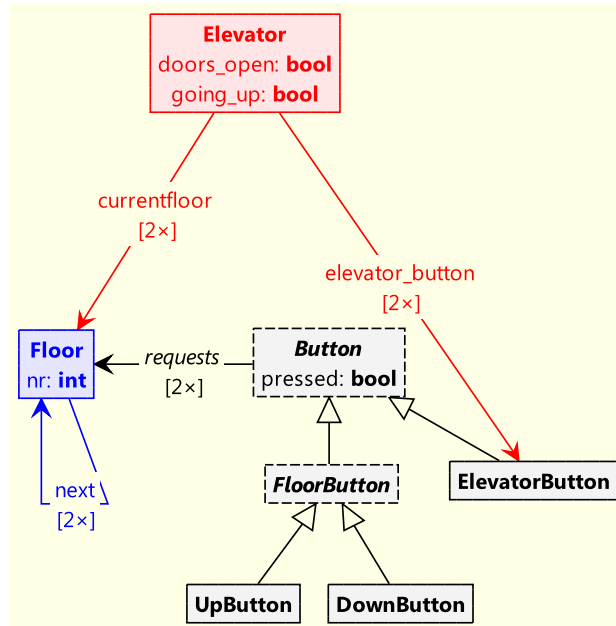 Elevator
doors_open: bool
going_up: bool
currentfloor
[2×]
elevator_button
[2×]
Floor
nr: int
requests
[2×]
Button
pressed: bool
next
[2×]
FloorButton
ElevatorButton
UpButton
DownButton